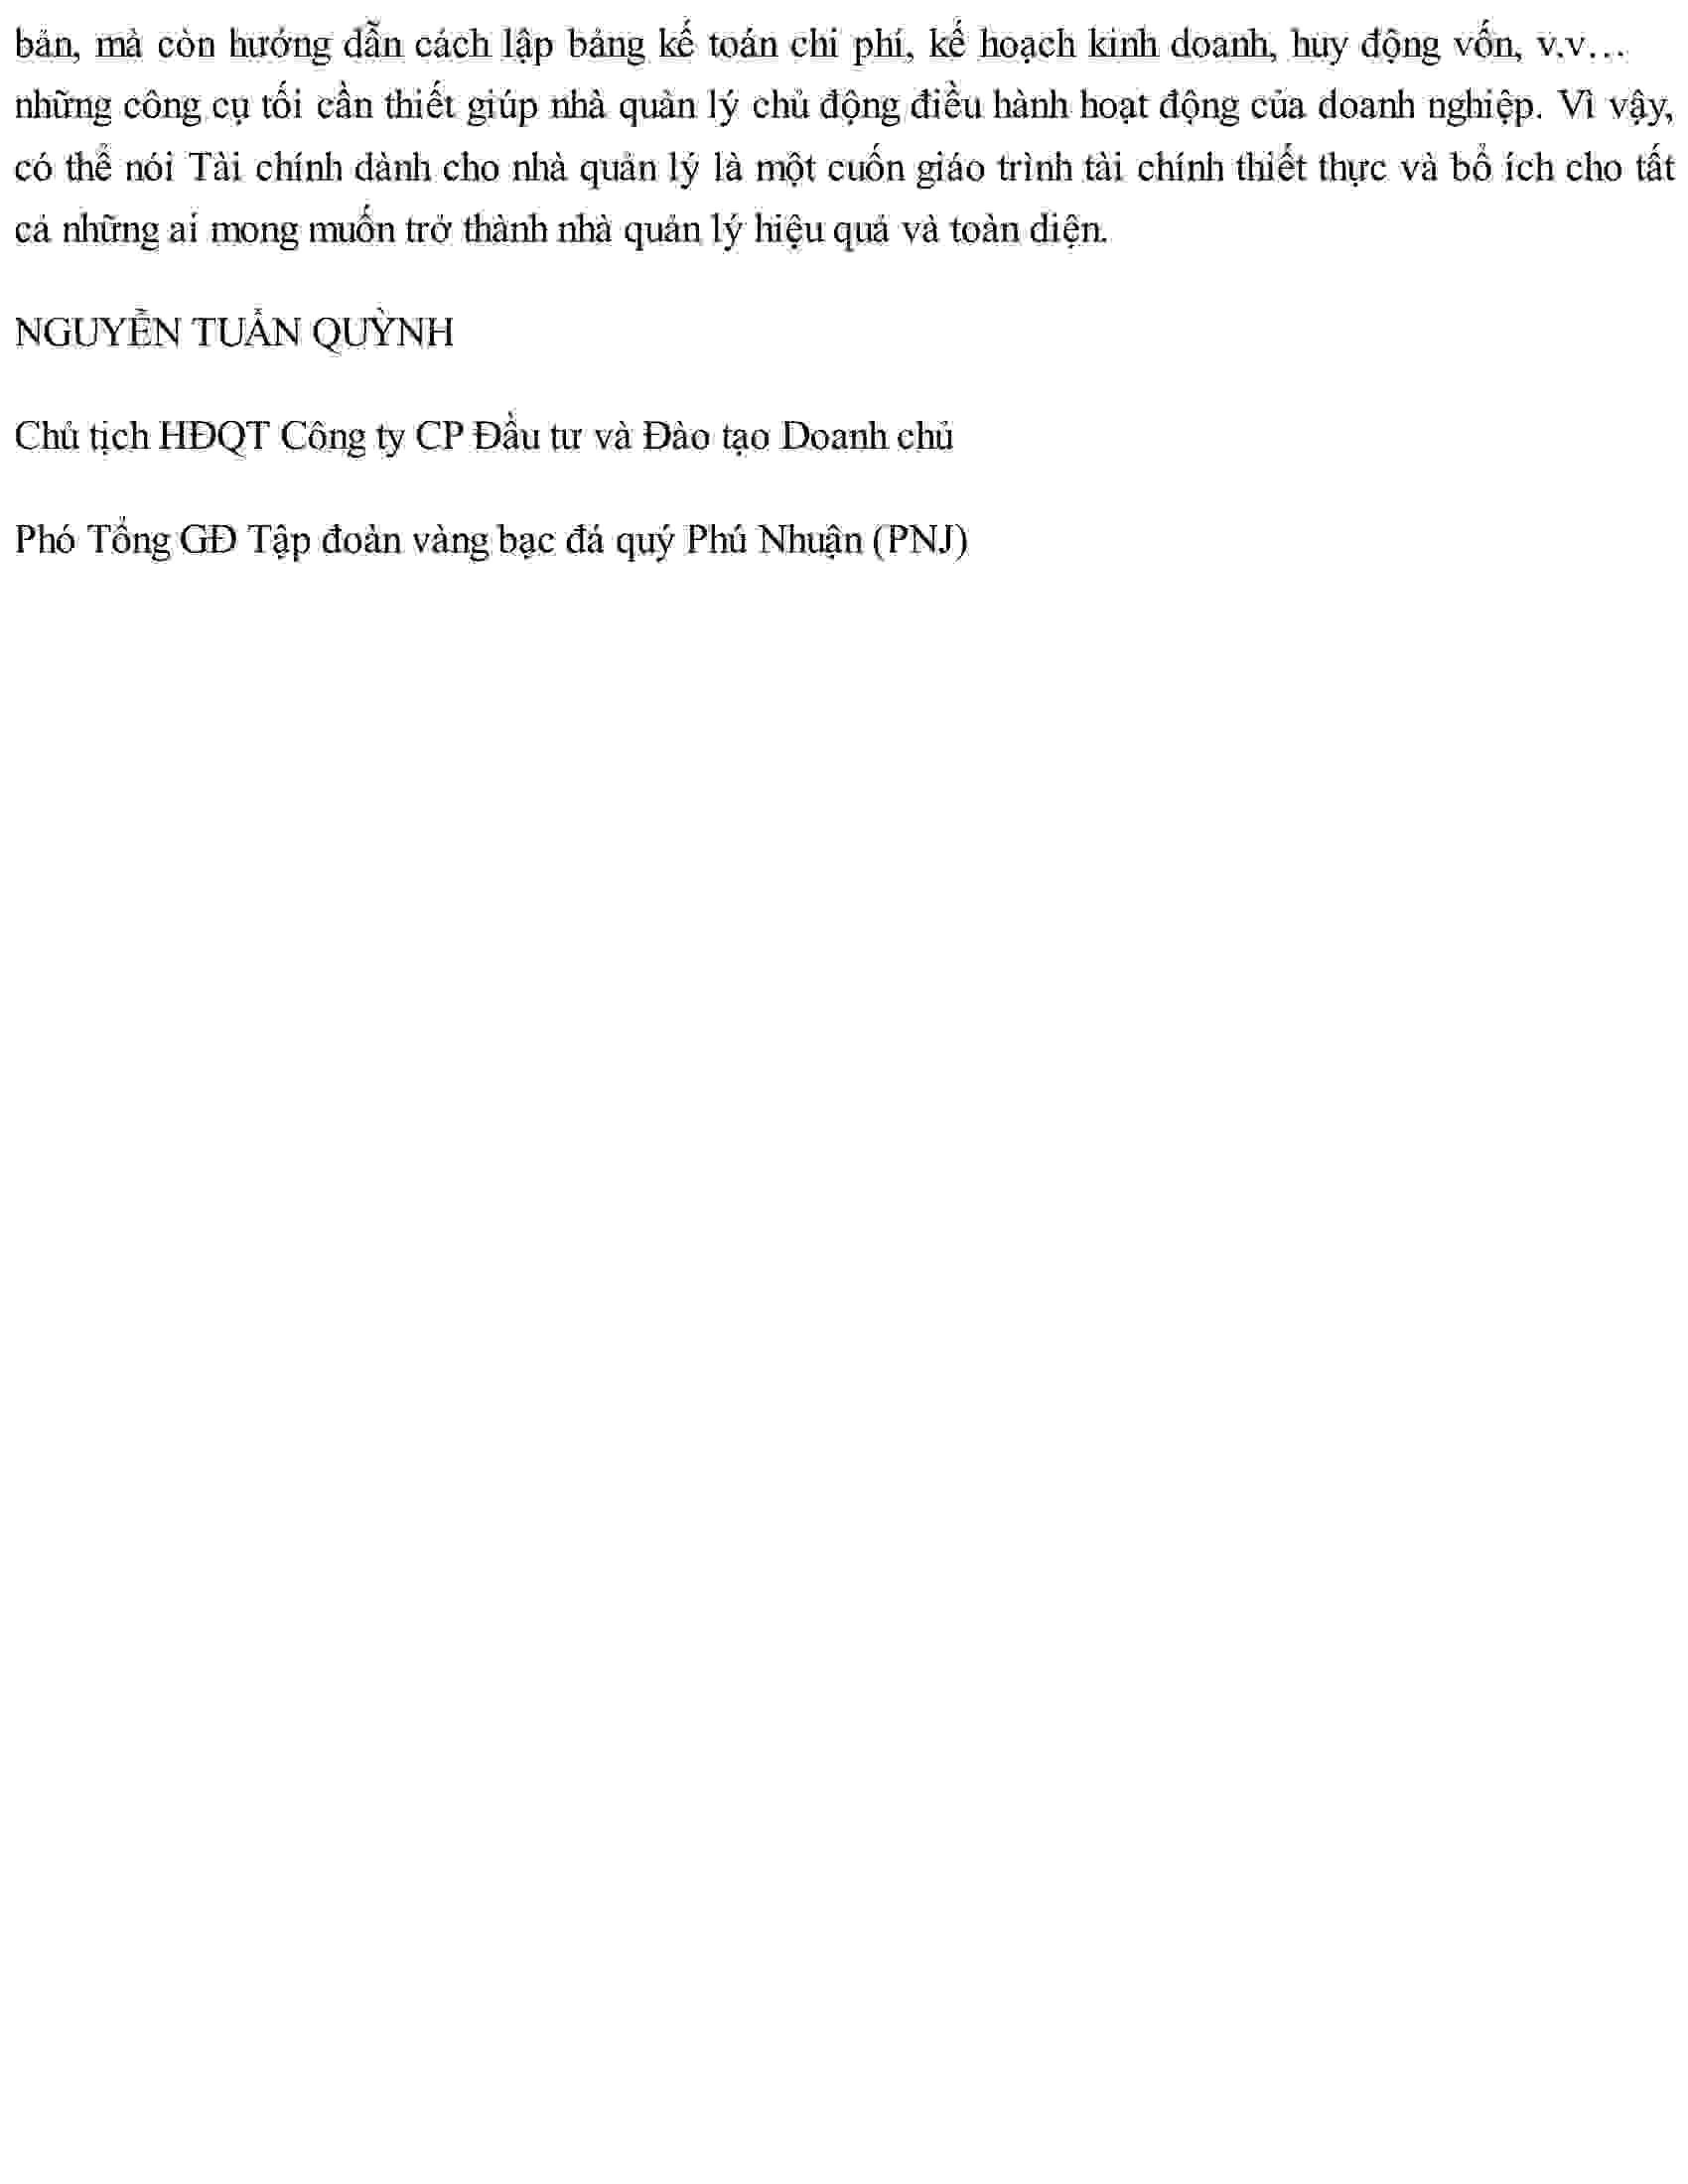 bản, mà còn hướng dẫn cách lập bảng kế toán chi phí, kế hoạch kinh doanh, huy động vốn, v.v…
những công cụ tối cần thiết giúp nhà quản lý chủ động điều hành hoạt động của doanh nghiệp. Vì vậy,
có thể nói Tài chính dành cho nhà quản lý là một cuốn giáo trình tài chính thiết thực và bổ ích cho tất
cả những ai mong muốn trở thành nhà quản lý hiệu quả và toàn diện.
NGUYỄN TUẤN QUỲNH
Chủ tịch HĐQT Công ty CP Đầu tư và Đào tạo Doanh chủ
Phó Tổng GĐ Tập đoàn vàng bạc đá quý Phú Nhuận (PNJ)